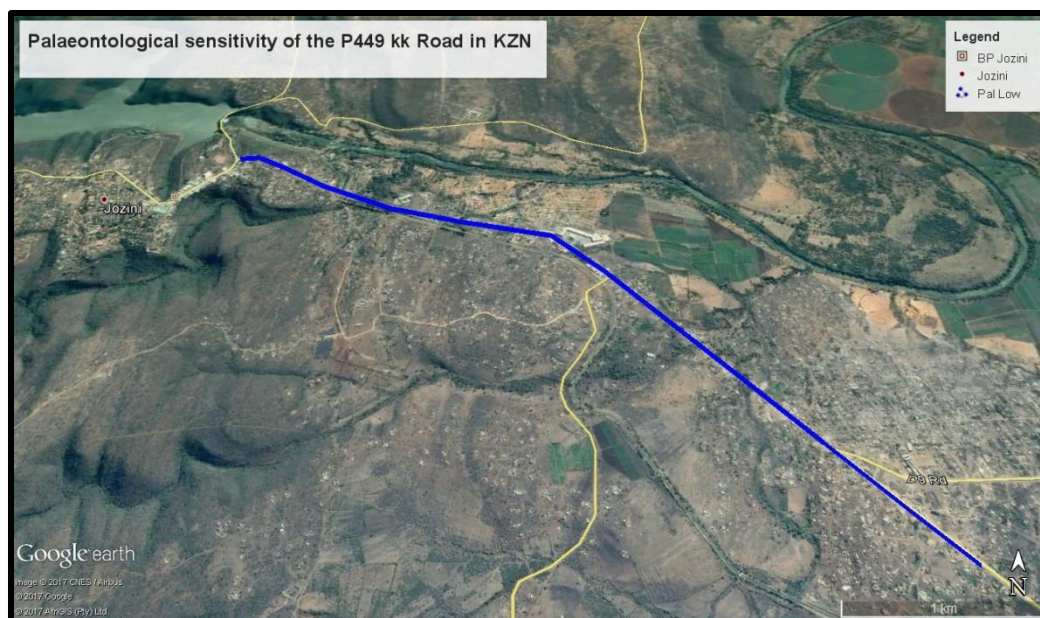 Palaeontological sensitivity of the P449 kk Road in KZN
Legend
BP Jozini
Jozini
Pal Low
Jozini
Google earth
Image © 2017 CNES / Airbus
© 2017 Google
© 2017 AfriGIS (Pty) Ltd.
1 km
N